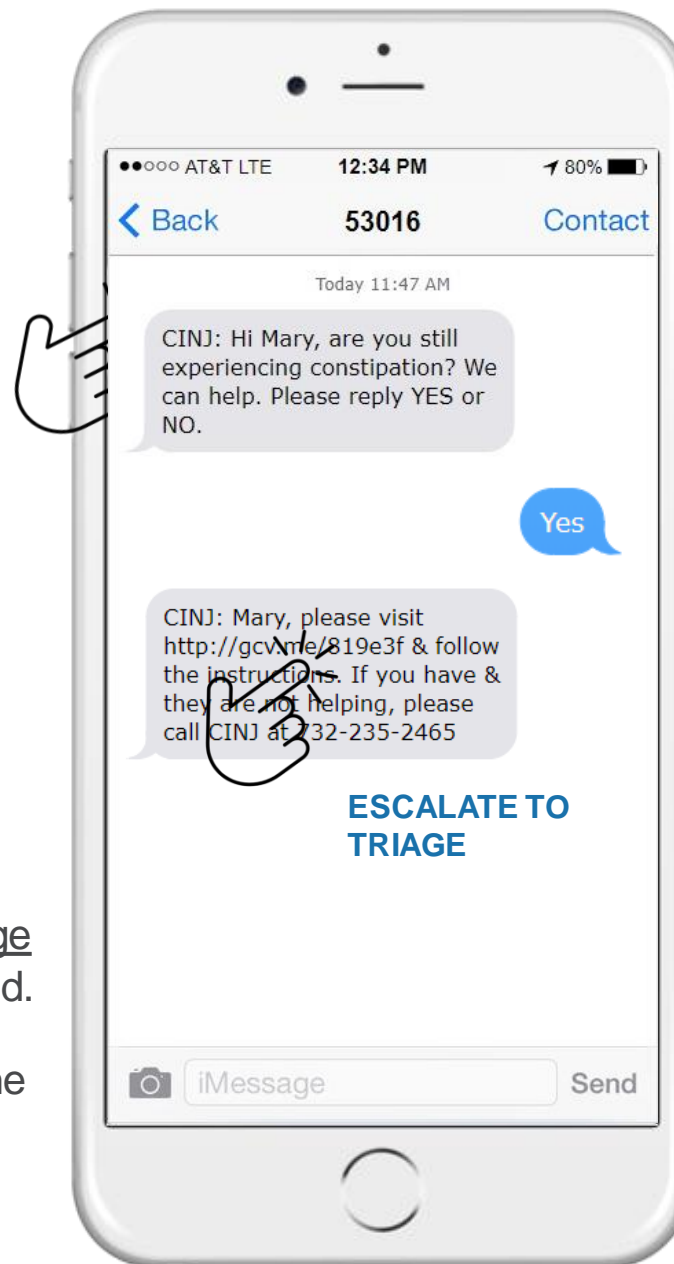 AT&T LTE 12:34 PM 80%
Back 53016 Contact
Today 11:47 AM
CINJ: Hi Mary, are you still
experiencing constipation? We
can help. Please reply YES or
NO.
Yes
CINJ: Mary, please visit
http://gcv.me/819e3f & follow
the instructions. If you have &
they are not helping, please
call CINJ at 732-235-2465
ESCALATE TO
TRIAGE
ge
d.
ne
iMessage Send